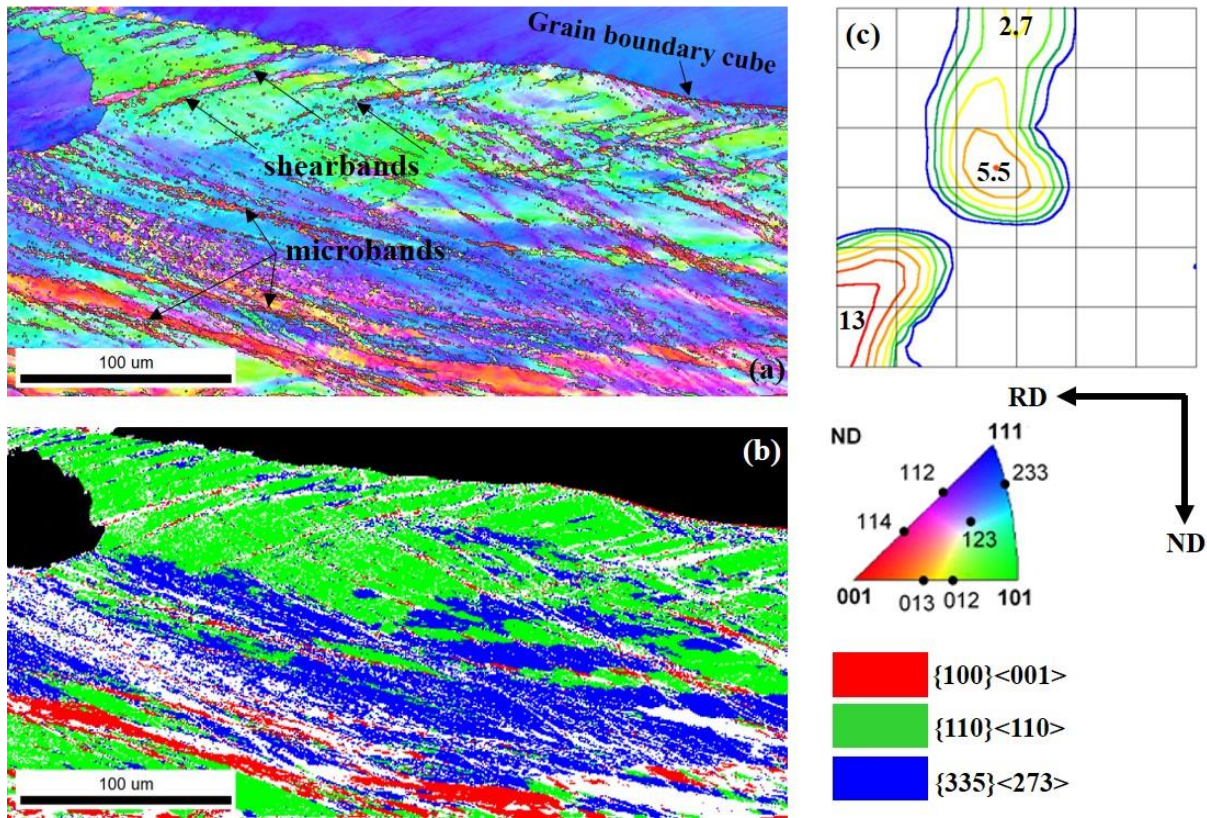 Grain boundary cube
shearbands
microbands
100 um
(a)
(c)
2.7
5.5
13
RD
ND
ND
111
112
233
114
123
001
013
012
101
(b)
100 um
{100}<001>
{110}<110>
{335}<273>